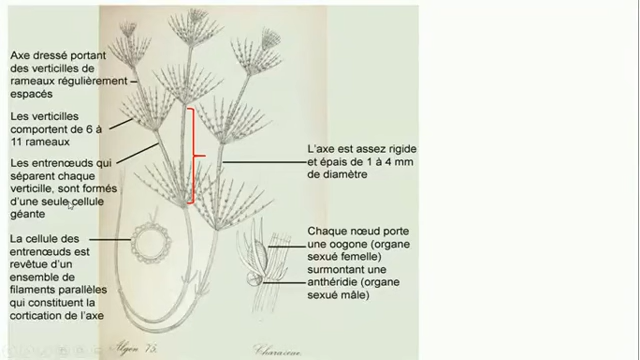 Axe dressé portant
des verticilles de
rameaux régulièrement
espacés
Les verticilles
comportent de 6 à
11 rameaux
Les entrenœuds qui
séparent chaque
verticille, sont formés
d'une seule cellule
géante
La cellule des
entrenœuds est
revêtue d'un
ensemble de
filaments parallèles
qui constituent la
cortication de l'axe
L'axe est assez rigide
et épais de 1 à 4 mm
de diamètre
Chaque nœud porte
une oogone (organe
sexué femelle)
surmontant une
anthéridie (organe
sexué mâle)
Algen 75.
Characeae.